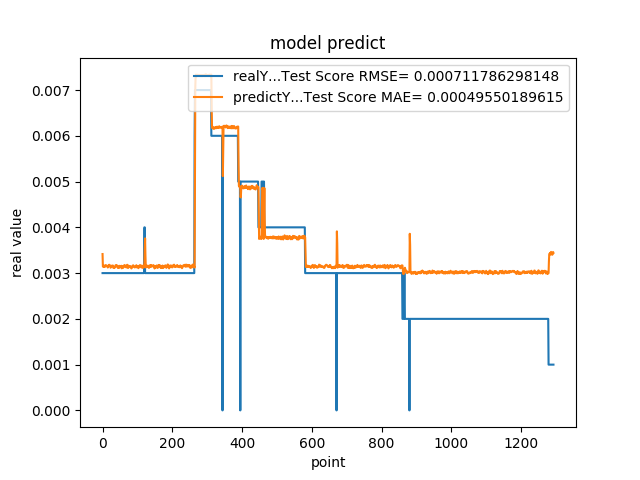 model predict
realY...Test Score RMSE= 0.000711786298148
predictY...Test Score MAE= 0.00049550189615
real value
0.007
0.006
0.005
0.004
0.003
0.002
0.001
0.000
0 200 400 600 800 1000 1200
point